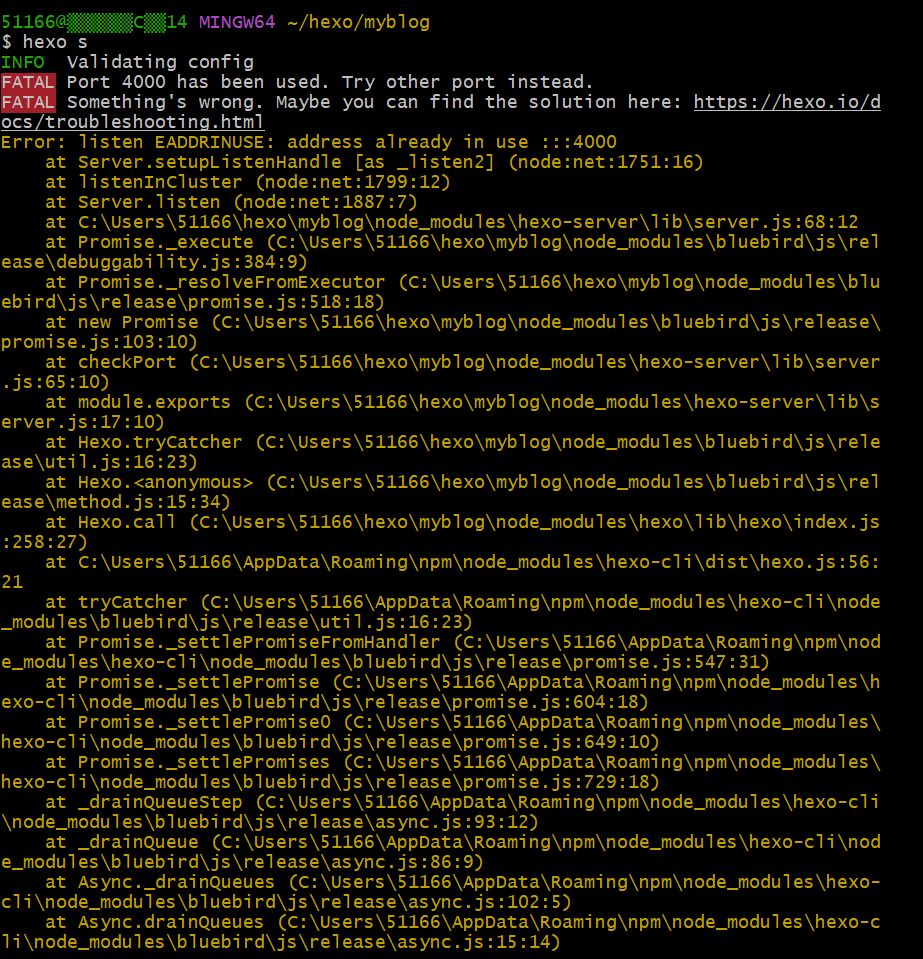 51166@▒▒▒▒▒▒C▒▒14 MINGW64 ~/hexo/myblog
$ hexo s
INFO  Validating config
FATAL Port 4000 has been used. Try other port instead.
FATAL Something's wrong. Maybe you can find the solution here: https://hexo.io/d
ocs/troubleshooting.html
Error: listen EADDRINUSE: address already in use :::4000
    at Server.setupListenHandle [as _listen2] (node:net:1751:16)
    at listenInCluster (node:net:1799:12)
    at Server.listen (node:net:1887:7)
    at C:\Users\51166\hexo\myblog\node_modules\hexo-server\lib\server.js:68:12
    at Promise._execute (C:\Users\51166\hexo\myblog\node_modules\bluebird\js\rel
ease\debuggability.js:384:9)
    at Promise._resolveFromExecutor (C:\Users\51166\hexo\myblog\node_modules\blu
ebird\js\release\promise.js:518:18)
    at new Promise (C:\Users\51166\hexo\myblog\node_modules\bluebird\js\release\
promise.js:103:10)
    at checkPort (C:\Users\51166\hexo\myblog\node_modules\hexo-server\lib\server
.js:65:10)
    at module.exports (C:\Users\51166\hexo\myblog\node_modules\hexo-server\lib\s
erver.js:17:10)
    at Hexo.tryCatcher (C:\Users\51166\hexo\myblog\node_modules\bluebird\js\rele
ase\util.js:16:23)
    at Hexo.<anonymous> (C:\Users\51166\hexo\myblog\node_modules\bluebird\js\rel
ease\method.js:15:34)
    at Hexo.call (C:\Users\51166\hexo\myblog\node_modules\hexo\lib\hexo\index.js
:258:27)
    at C:\Users\51166\AppData\Roaming\npm\node_modules\hexo-cli\dist\hexo.js:56:
21
    at tryCatcher (C:\Users\51166\AppData\Roaming\npm\node_modules\hexo-cli\node
_modules\bluebird\js\release\util.js:16:23)
    at Promise._settlePromiseFromHandler (C:\Users\51166\AppData\Roaming\npm\nod
e_modules\hexo-cli\node_modules\bluebird\js\release\promise.js:547:31)
    at Promise._settlePromise (C:\Users\51166\AppData\Roaming\npm\node_modules\h
exo-cli\node_modules\bluebird\js\release\promise.js:604:18)
    at Promise._settlePromise0 (C:\Users\51166\AppData\Roaming\npm\node_modules\
hexo-cli\node_modules\bluebird\js\release\promise.js:649:10)
    at Promise._settlePromises (C:\Users\51166\AppData\Roaming\npm\node_modules\
hexo-cli\node_modules\bluebird\js\release\promise.js:729:18)
    at _drainQueueStep (C:\Users\51166\AppData\Roaming\npm\node_modules\hexo-cli
\node_modules\bluebird\js\release\async.js:93:12)
    at _drainQueue (C:\Users\51166\AppData\Roaming\npm\node_modules\hexo-cli\nod
e_modules\bluebird\js\release\async.js:86:9)
    at Async._drainQueues (C:\Users\51166\AppData\Roaming\npm\node_modules\hexo-
cli\node_modules\bluebird\js\release\async.js:102:5)
    at Async.drainQueues (C:\Users\51166\AppData\Roaming\npm\node_modules\hexo-c
li\node_modules\bluebird\js\release\async.js:15:14)